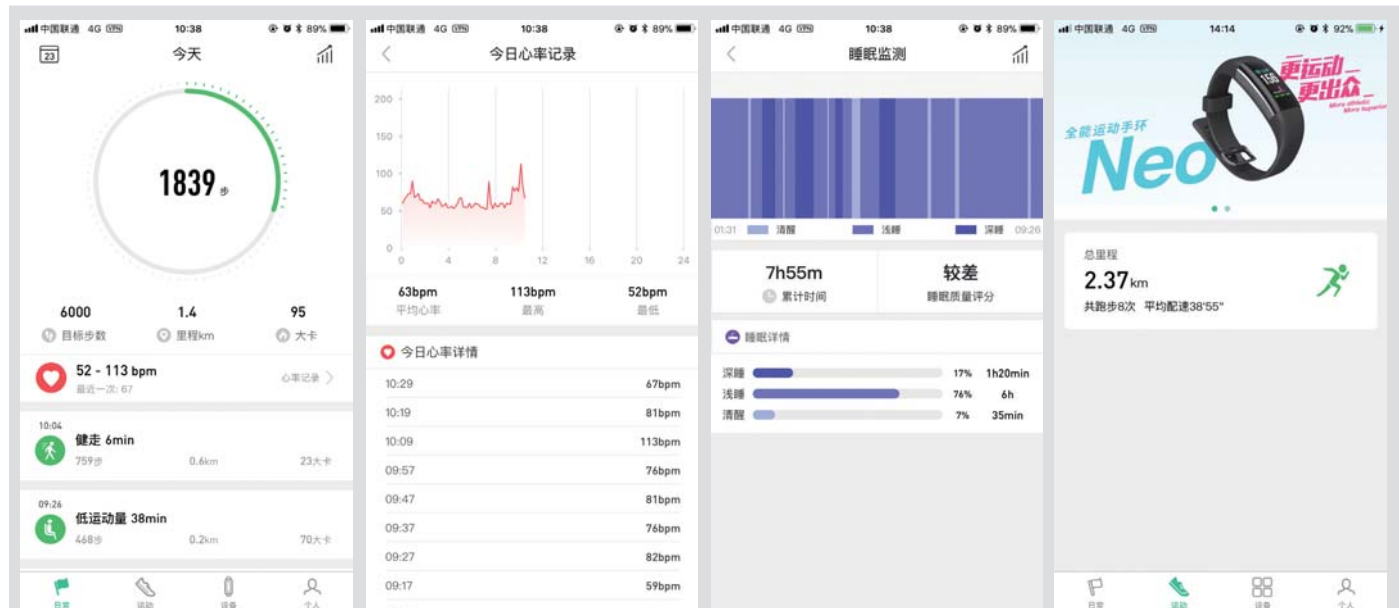 中国联通 4G VPN 10:38 89%
23 今天
1839 步
6000 1.4 95
目标步数 里程km 大卡
52 - 113 bpm
最近一次: 67
心率记录
10:04
健走 6min
759步 0.6km 23大卡
09:26
低运动量 38min
468步 0.2km 70大卡
日常 运动 设备 个人
中国联通 4G VPN 10:38 89%
今日心率记录
200
150
100
50
0
0 4 8 12 16 20 24
63bpm 113bpm 52bpm
平均心率 最高 最低
今日心率详情
10:29 67bpm
10:19 81bpm
10:09 113bpm
09:57 76bpm
09:47 81bpm
09:37 76bpm
09:27 82bpm
09:17 59bpm
中国联通 4G VPN 10:38 89%
睡眠监测
01:31 清醒 浅睡 深睡 09:26
7h55m 较差
累计时间 睡眠质量评分
睡眠详情
深睡 17% 1h20min
浅睡 76% 6h
清醒 7% 35min
中国联通 4G VPN 14:14 92%
更运动
更出众
More athletic
More superior
全能运动手环
Neo
总里程
2.37km
共跑步8次 平均配速38'55"
日常 运动 设备 个人